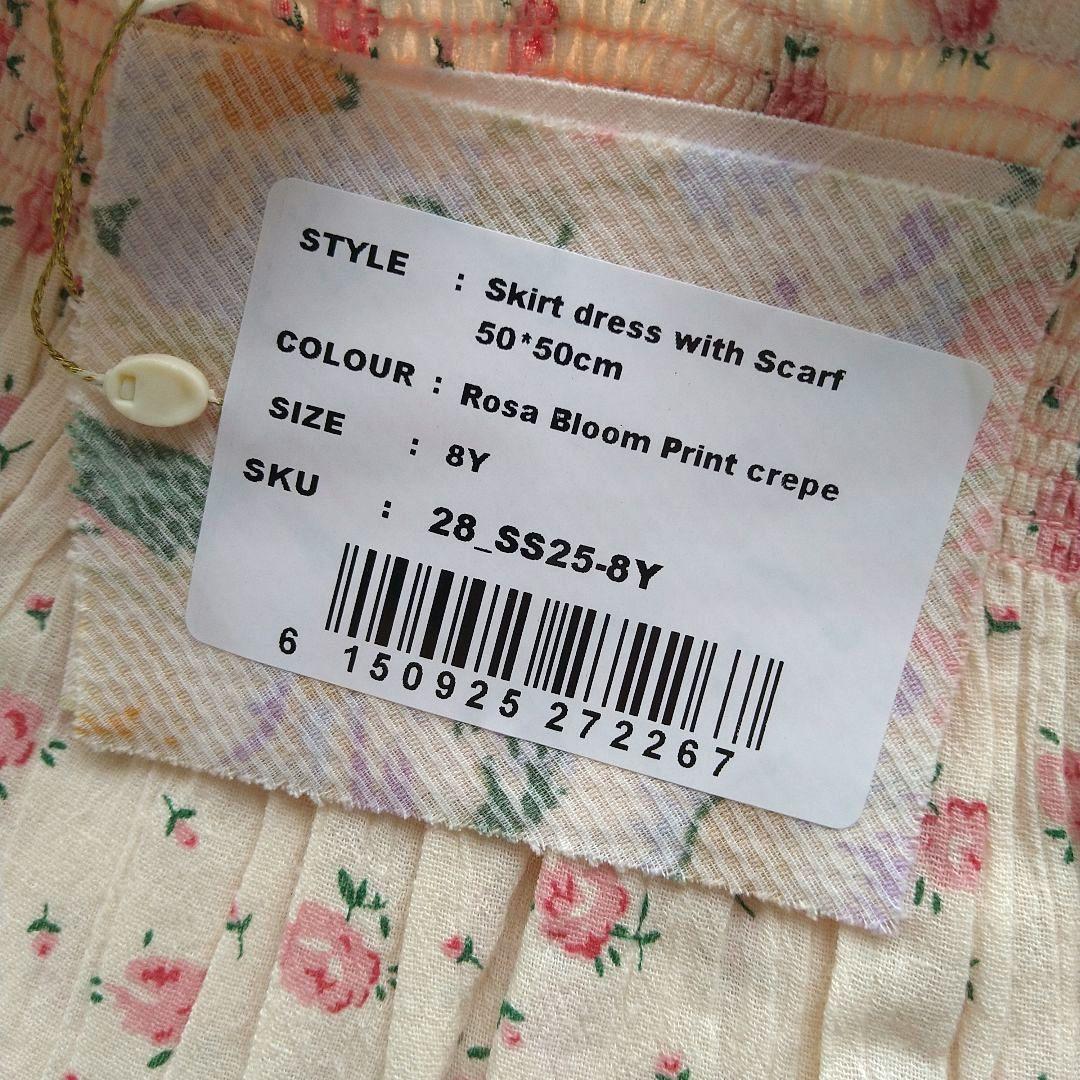 STYLE : Skirt dress with Scarf
50*50cm
COLOUR : Rosa Bloom Print crepe
SIZE : 8Y
SKU : 28_SS25-8Y
6 150925 272267